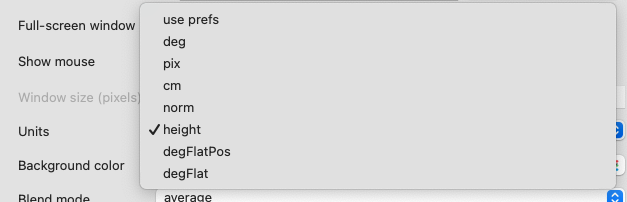 Full-screen window
Show mouse
Window size (pixels)
Units
Background color
Blend mode
use prefs
deg
pix
cm
norm
✓ height
degFlatPos
degFlat
average